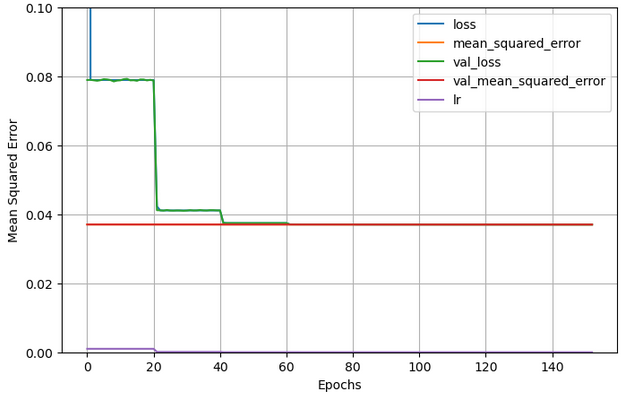 0.10
0.08
0.06
0.04
0.02
0.00
Mean Squared Error
loss
mean_squared_error
val_loss
val_mean_squared_error
lr
0 20 40 60 80 100 120 140
Epochs